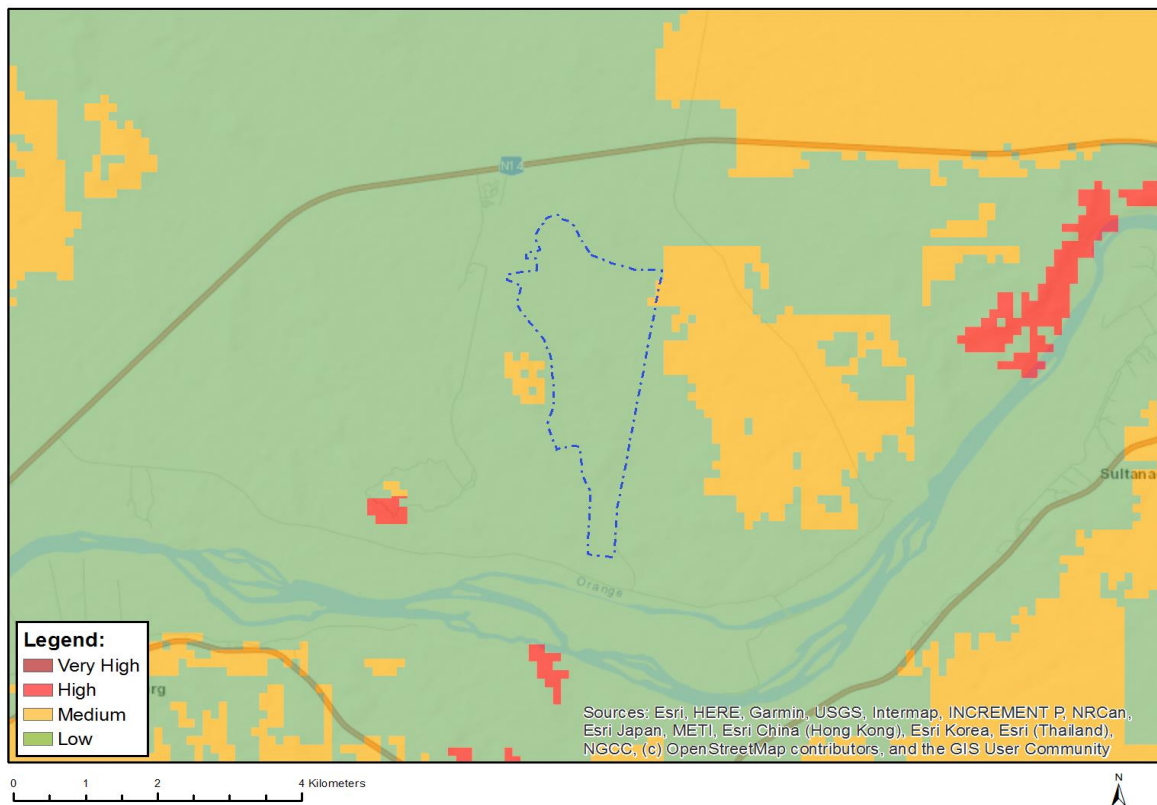 N14
Sultana
Orange
Legend:
Very High
High
Medium
Low
rg
Sources: Esri, HERE, Garmin, USGS, Intermap, INCREMENT P, NRCan,
Esri Japan, METI, Esri China (Hong Kong), Esri Korea, Esri (Thailand),
NGCC, (c) OpenStreetMap contributors, and the GIS User Community
0 1 2 4 Kilometers
N